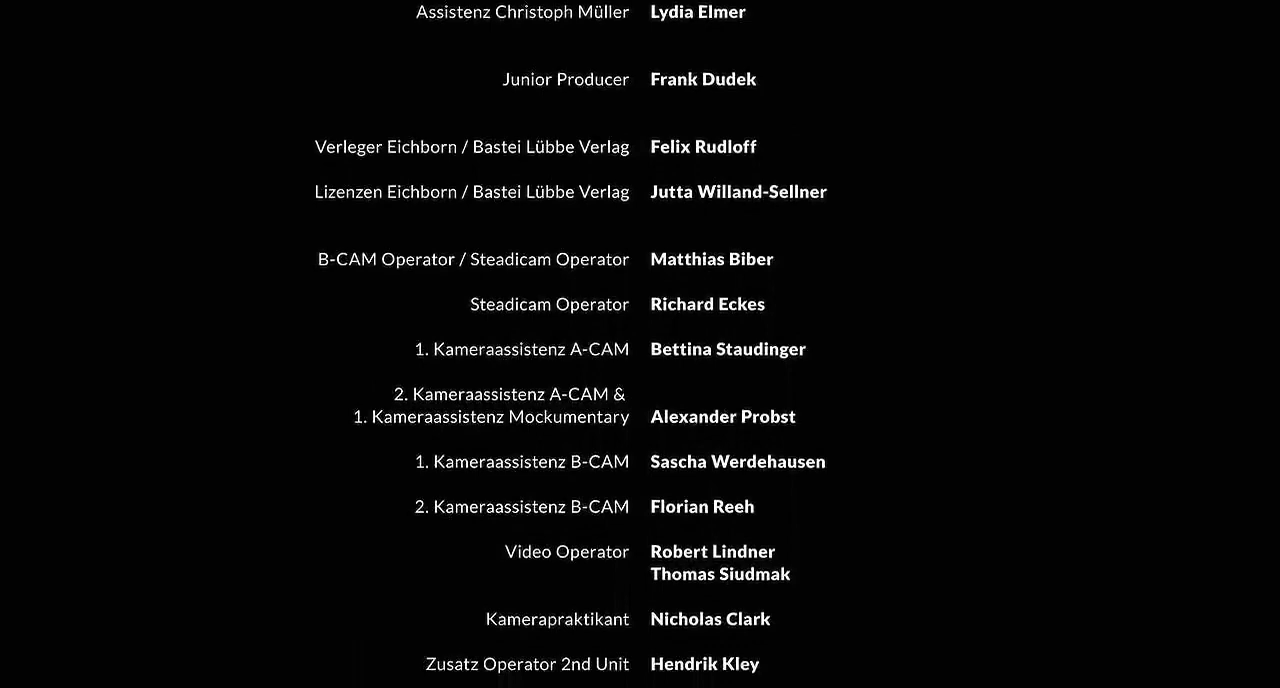 Assistenz Christoph Müller Lydia Elmer
Junior Producer Frank Dudek
Verleger Eichborn / Bastei Lübbe Verlag Felix Rudloff
Lizenzen Eichborn / Bastei Lübbe Verlag Jutta Willand-Sellner
B-CAM Operator / Steadicam Operator Matthias Biber
Steadicam Operator Richard Eckes
1. Kameraassistenz A-CAM Bettina Staudinger
2. Kameraassistenz A-CAM &
1. Kameraassistenz Mockumentary Alexander Probst
1. Kameraassistenz B-CAM Sascha Werdehausen
2. Kameraassistenz B-CAM Florian Reeh
Video Operator Robert Lindner
Thomas Siudmak
Kamerapraktikant Nicholas Clark
Zusatz Operator 2nd Unit Hendrik Kley